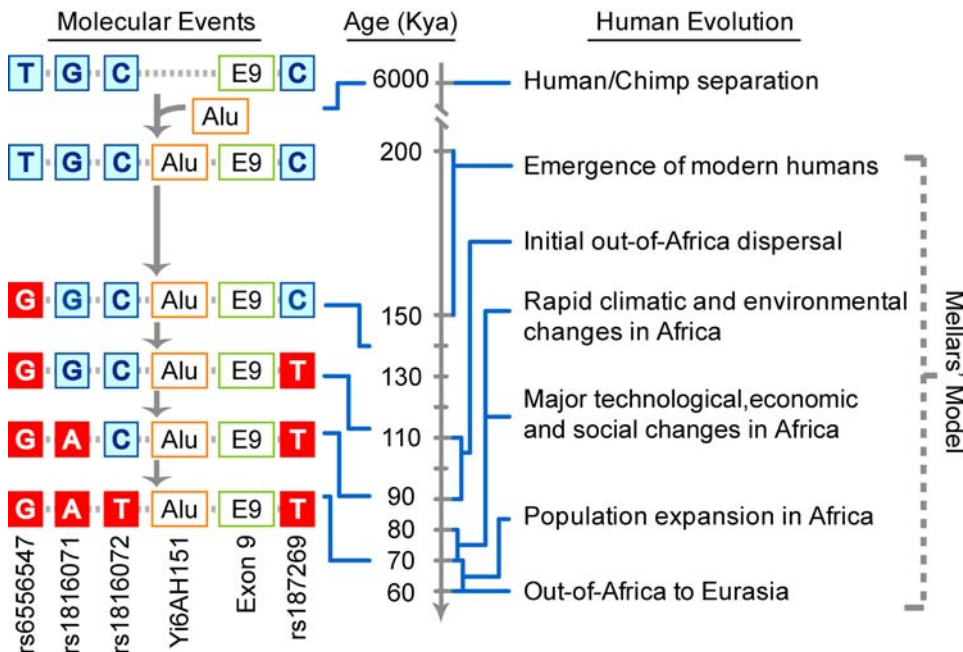 Molecular Events
Age (Kya)
Human Evolution
T G C E9 C
Alu
T G C Alu E9 C
G G C Alu E9 C
G G C Alu E9 T
G A C Alu E9 T
G A T Alu E9 T
rs6556547
rs1816071
rs1816072
Yi6AH151
Exon 9
rs187269
6000
200
150
130
110
90
80
70
60
Human/Chimp separation
Emergence of modern humans
Initial out-of-Africa dispersal
Rapid climatic and environmental
changes in Africa
Major technological,economic
and social changes in Africa
Population expansion in Africa
Out-of-Africa to Eurasia
Mellars' Model